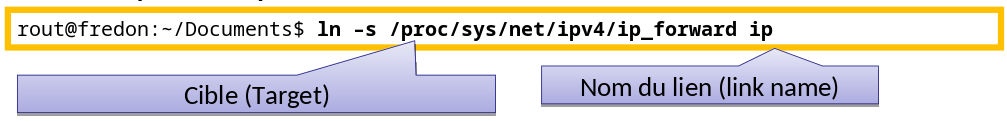 rout@fredon:~/Documents$ ln -s /proc/sys/net/ipv4/ip_forward ip
Cible (Target)
Nom du lien (link name)